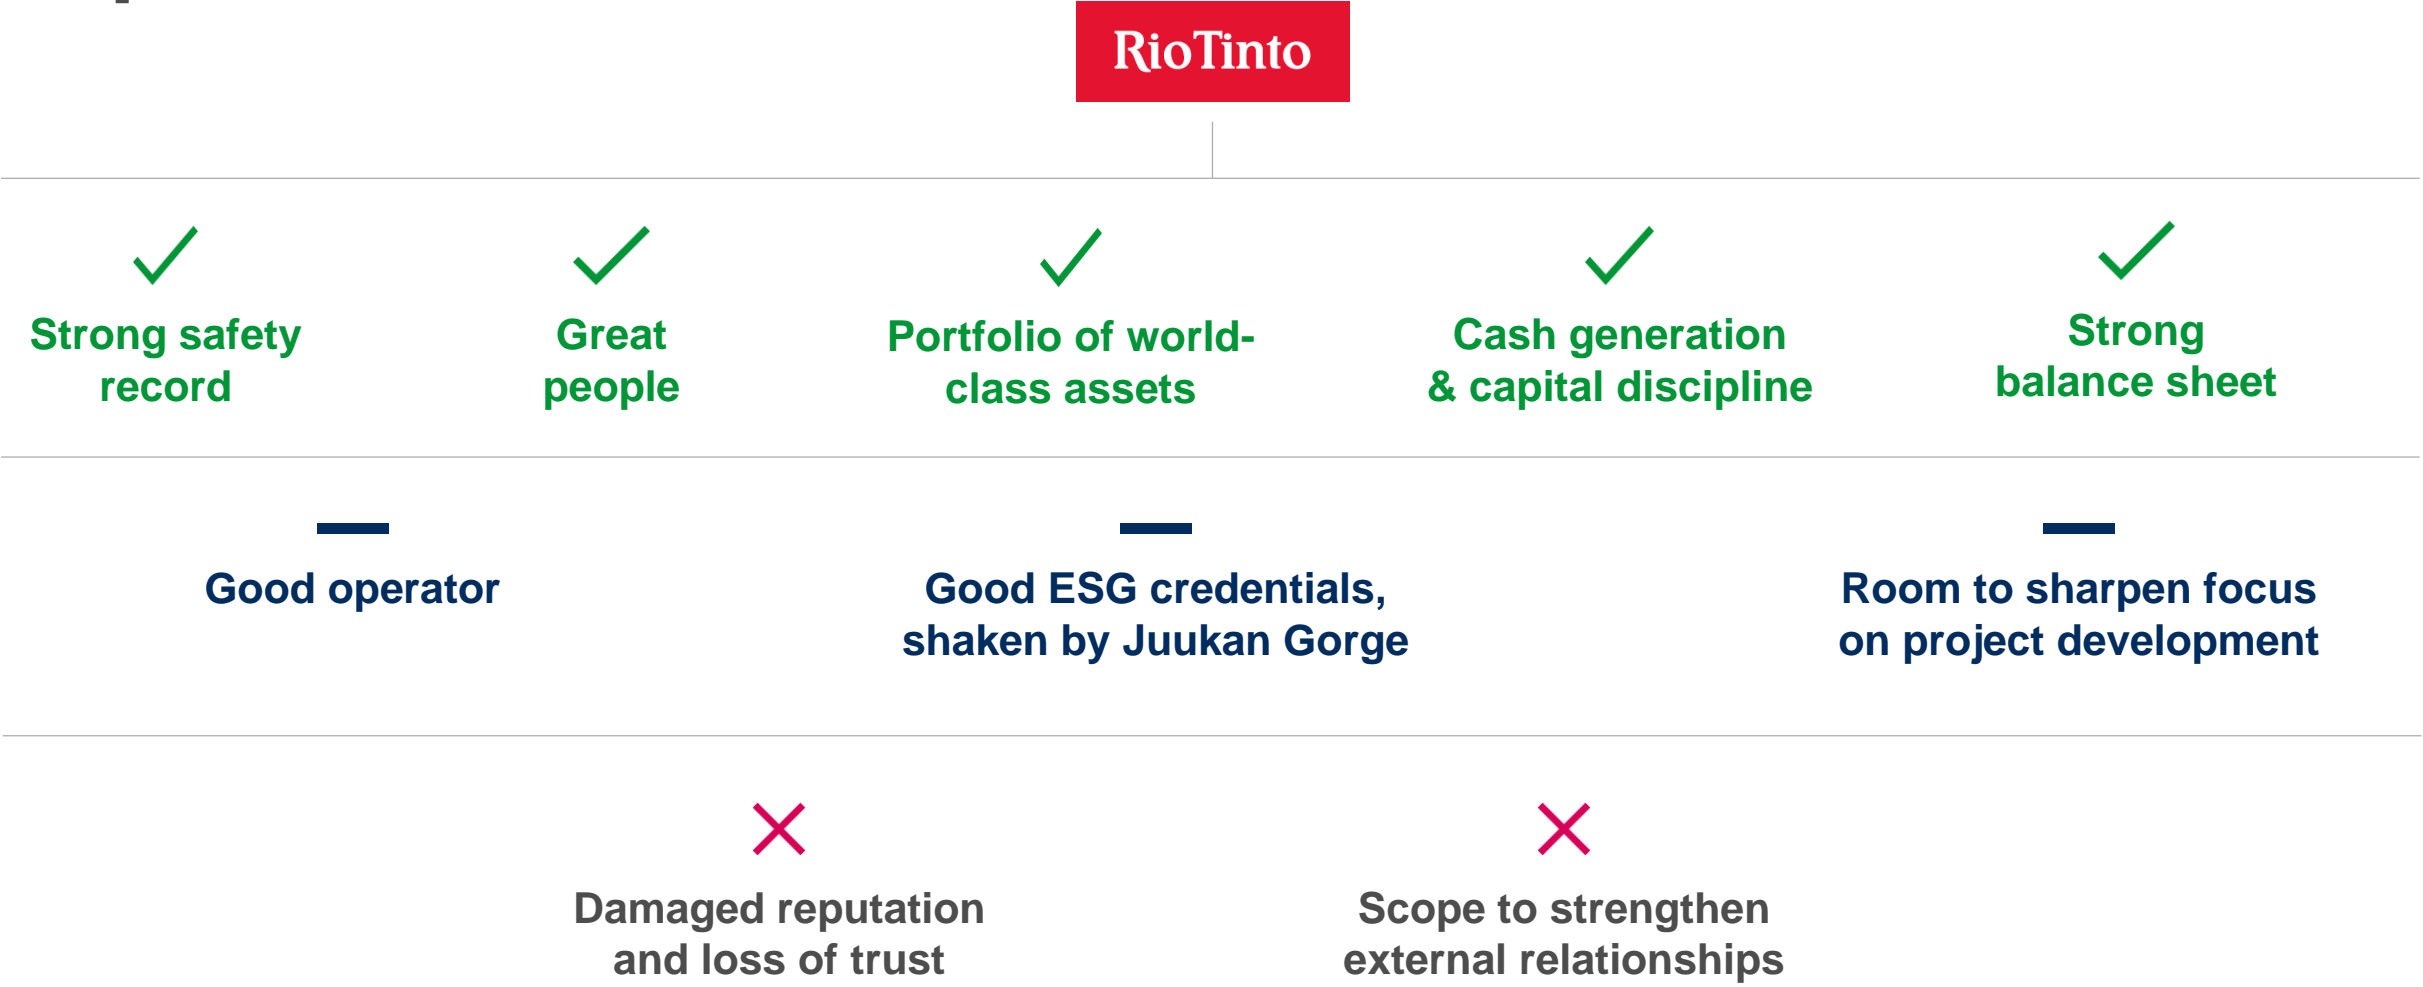 RioTinto
Strong safety
record
Great
people
Portfolio of world-
class assets
Cash generation
& capital discipline
Strong
balance sheet
Good operator
Good ESG credentials,
shaken by Juukan Gorge
Room to sharpen focus
on project development
Damaged reputation
and loss of trust
Scope to strengthen
external relationships